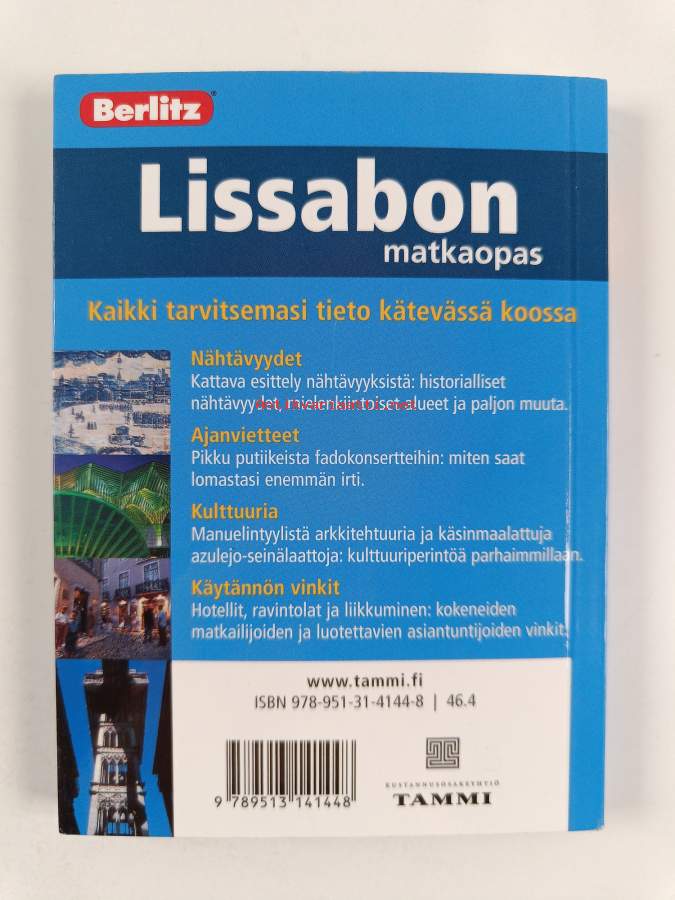 Berlitz
Lissabon
matkaopas
Kaikki tarvitsemasi tieto kätevässä koossa
Nähtävyydet
Kattava esittely nähtävyyksistä: historialliset
nähtävyydet, mielenkiintoiset alueet ja paljon muuta.
Ajanvietteet
Pikku putiikeista fadokonsertteihin: miten saat
lomastasi enemmän irti.
Kulttuuria
Manuelintyylistä arkkitehtuuria ja käsinmaalattuja
azulejo-seinälaattoja: kulttuuriperintöä parhaimmillaan.
Käytännön vinkit
Hotellit, ravintolat ja liikkuminen: kokeneiden
matkailijoiden ja luotettavien asiantuntijoiden vinkit.
www.tammi.fi
ISBN 978-951-31-4144-8 | 46.4
9 789513 141448
KUSTANNUSOSAKEYHTIÖ
TAMMI